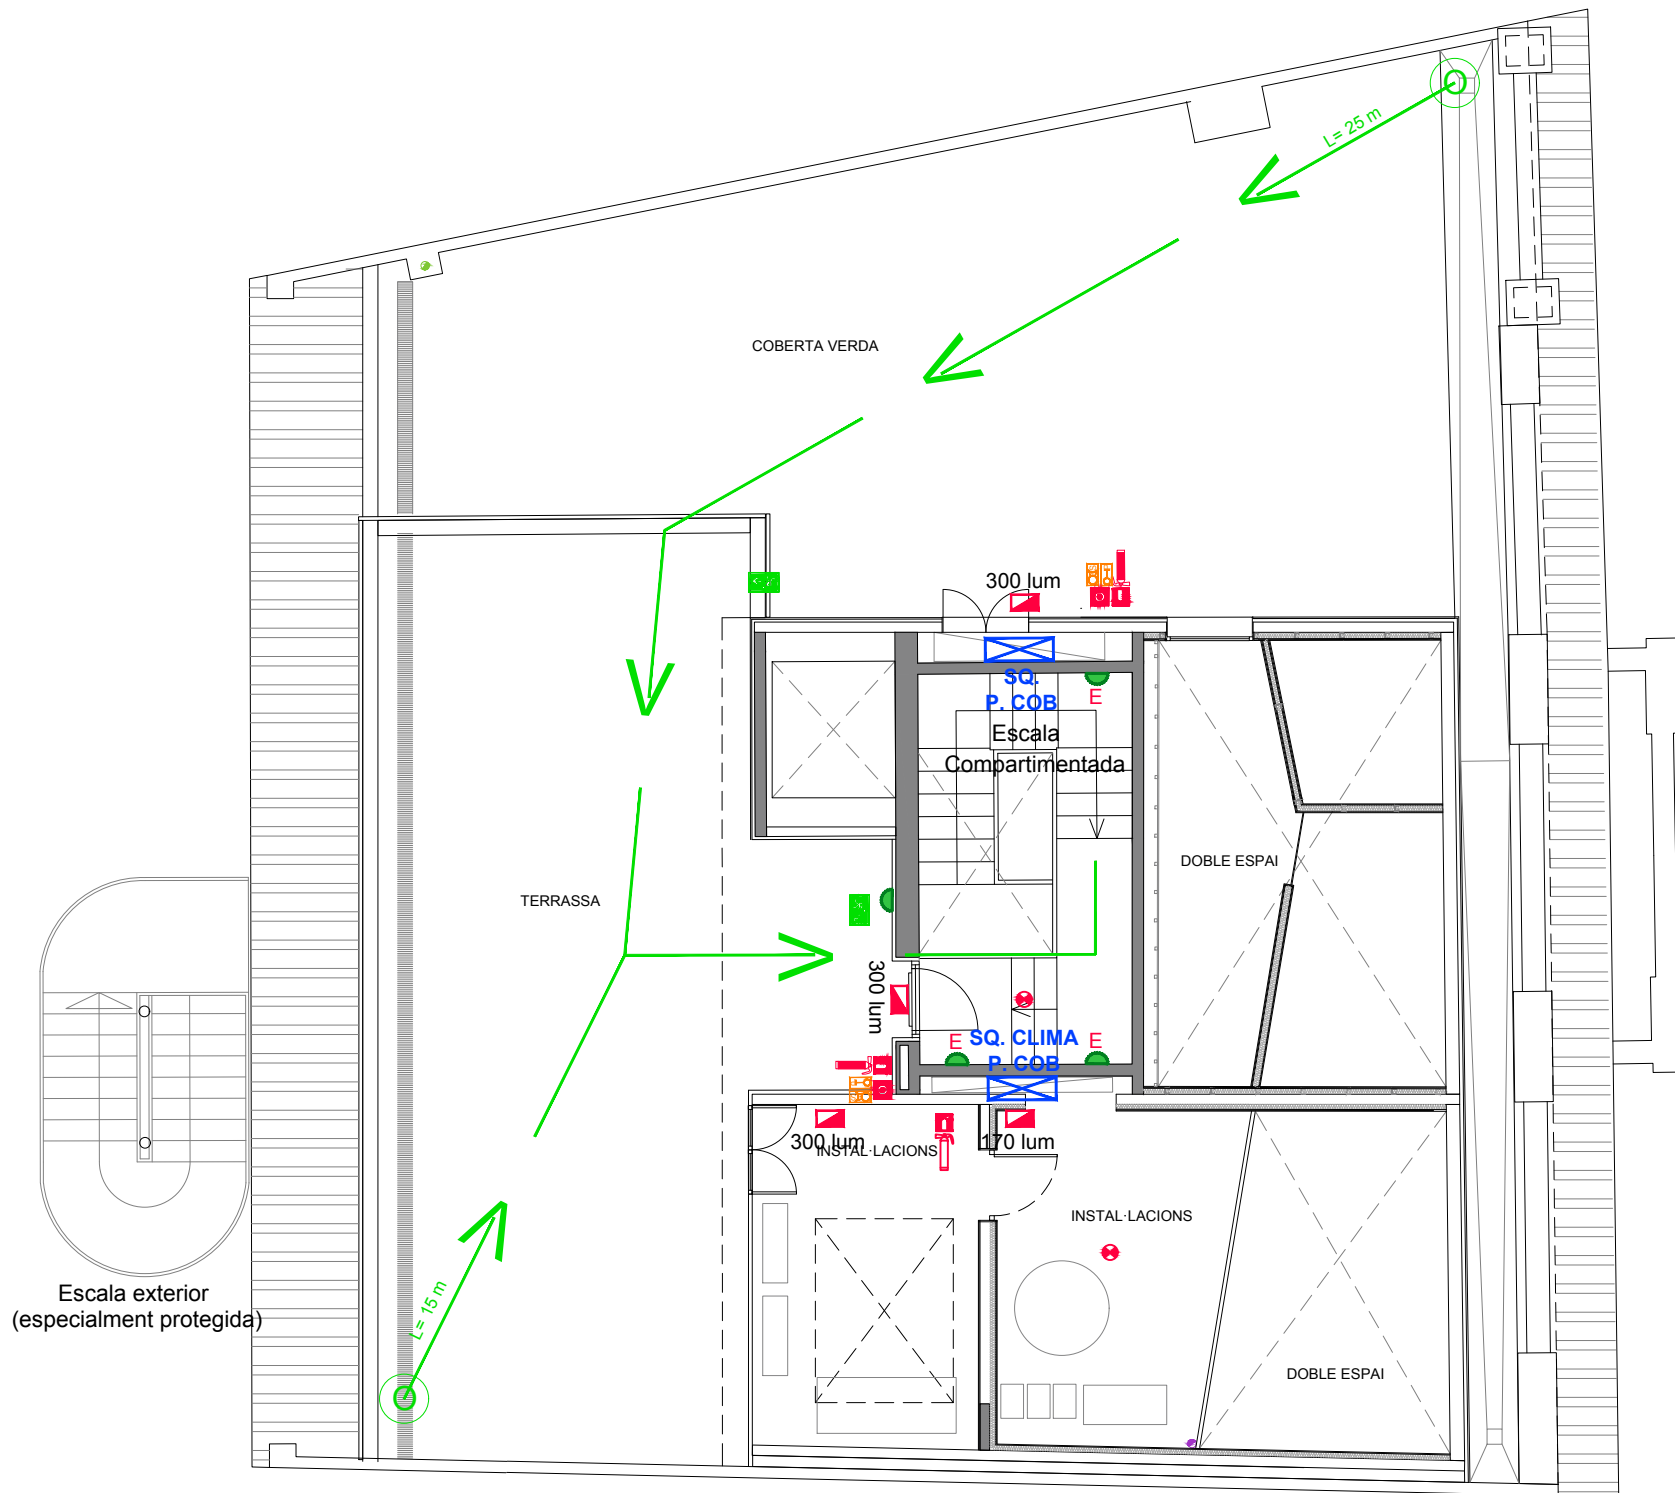 L= 25 m
COBERTA VERDA
300 lum
SQ.
P. COB
E
Escala
Compartimentada
DOBLE ESPAI
TERRASSA
300 lum
E
SQ. CLIMA
P. COB
E
300 lum
170 lum
INSTAL·LACIONS
INSTAL·LACIONS
Escala exterior
(especialment protegida)
L= 15 m
DOBLE ESPAI